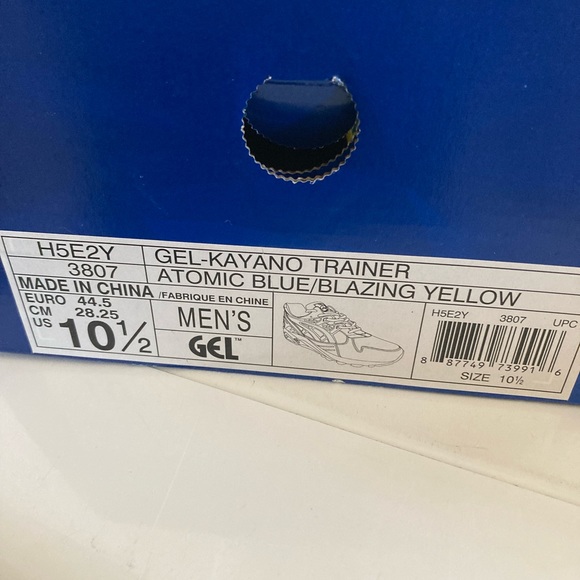 H5E2Y
3807
GEL-KAYANO TRAINER
ATOMIC BLUE/BLAZING YELLOW
MADE IN CHINA /FABRIQUE EN CHINE
EURO 44.5
CM 28.25
US 10½
MEN'S
GEL™
H5E2Y 3807 UPC
8 87749 73991 6
SIZE 10½